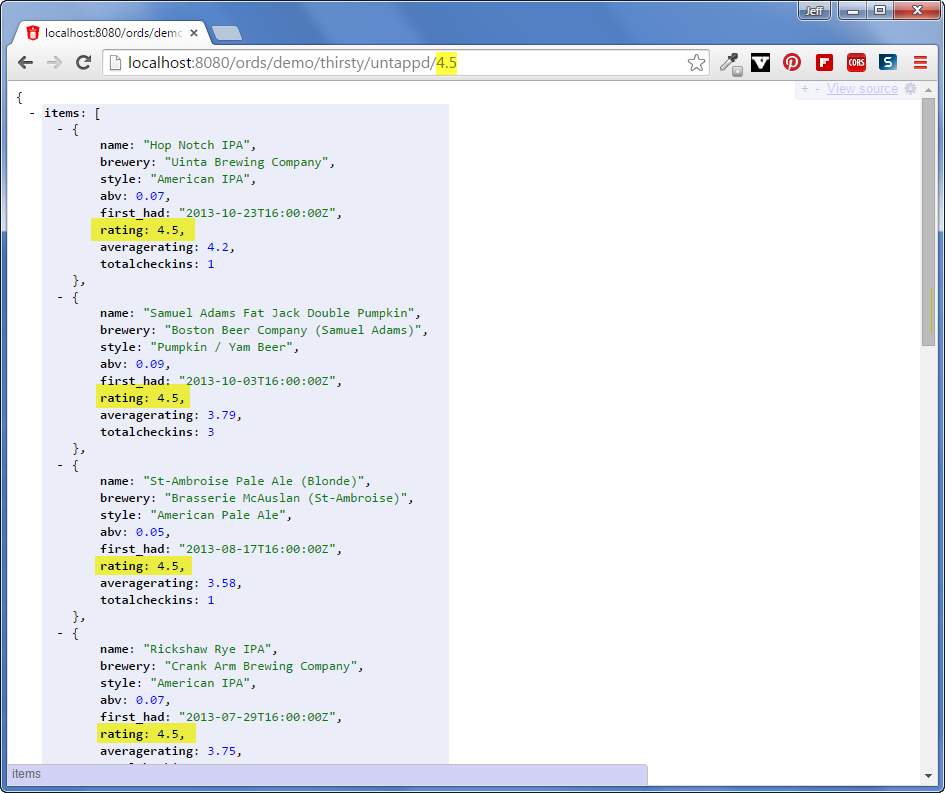 Jeff
localhost:8080/ords/demo
localhost:8080/ords/demo/thirsty/untappd/4.5
CORS
S
+ - View source
{
- items: [
- {
name: "Hop Notch IPA",
brewery: "Uinta Brewing Company",
style: "American IPA",
abv: 0.07,
first_had: "2013-10-23T16:00:00Z",
rating: 4.5,
averagerating: 4.2,
totalcheckins: 1
},
- {
name: "Samuel Adams Fat Jack Double Pumpkin",
brewery: "Boston Beer Company (Samuel Adams)",
style: "Pumpkin / Yam Beer",
abv: 0.09,
first_had: "2013-10-03T16:00:00Z",
rating: 4.5,
averagerating: 3.79,
totalcheckins: 3
},
- {
name: "St-Ambroise Pale Ale (Blonde)",
brewery: "Brasserie McAuslan (St-Ambroise)",
style: "American Pale Ale",
abv: 0.05,
first_had: "2013-08-17T16:00:00Z",
rating: 4.5,
averagerating: 3.58,
totalcheckins: 1
},
- {
name: "Rickshaw Rye IPA",
brewery: "Crank Arm Brewing Company",
style: "American IPA",
abv: 0.07,
first_had: "2013-07-29T16:00:00Z",
rating: 4.5,
averagerating: 3.75,
items